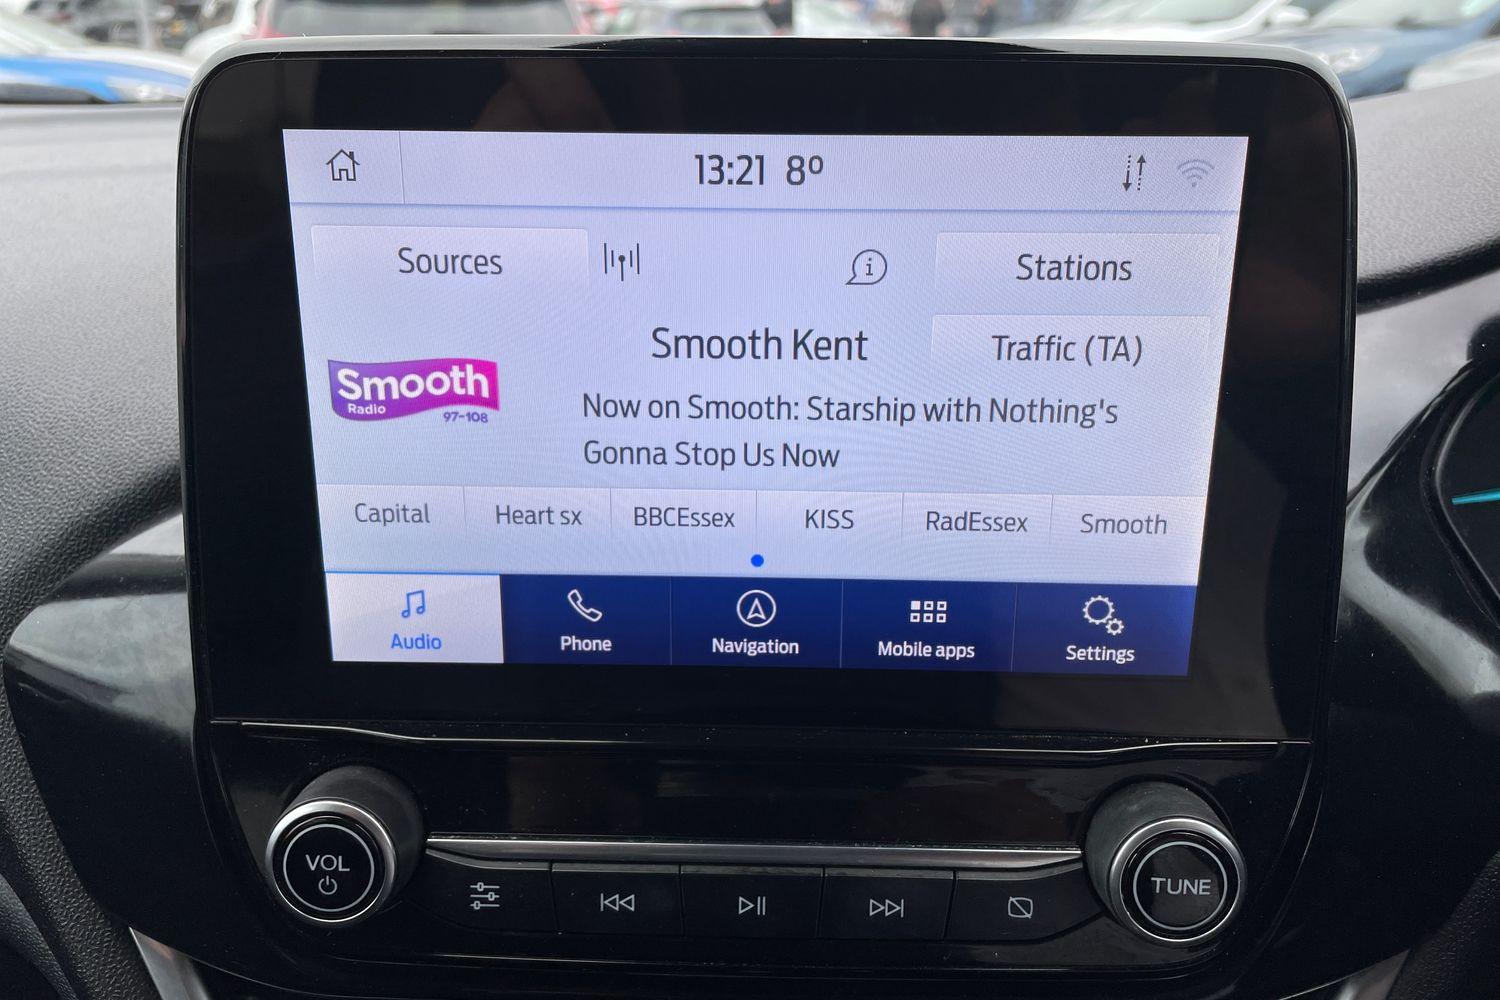 13:21 8º
Sources
Stations
Smooth Kent
Traffic (TA)
Smooth
Radio
97-108
Now on Smooth: Starship with Nothing's
Gonna Stop Us Now
Capital
Heart sx
BBCEssex
KISS
RadEssex
Smooth
Audio
Phone
Navigation
Mobile apps
Settings
VOL
TUNE